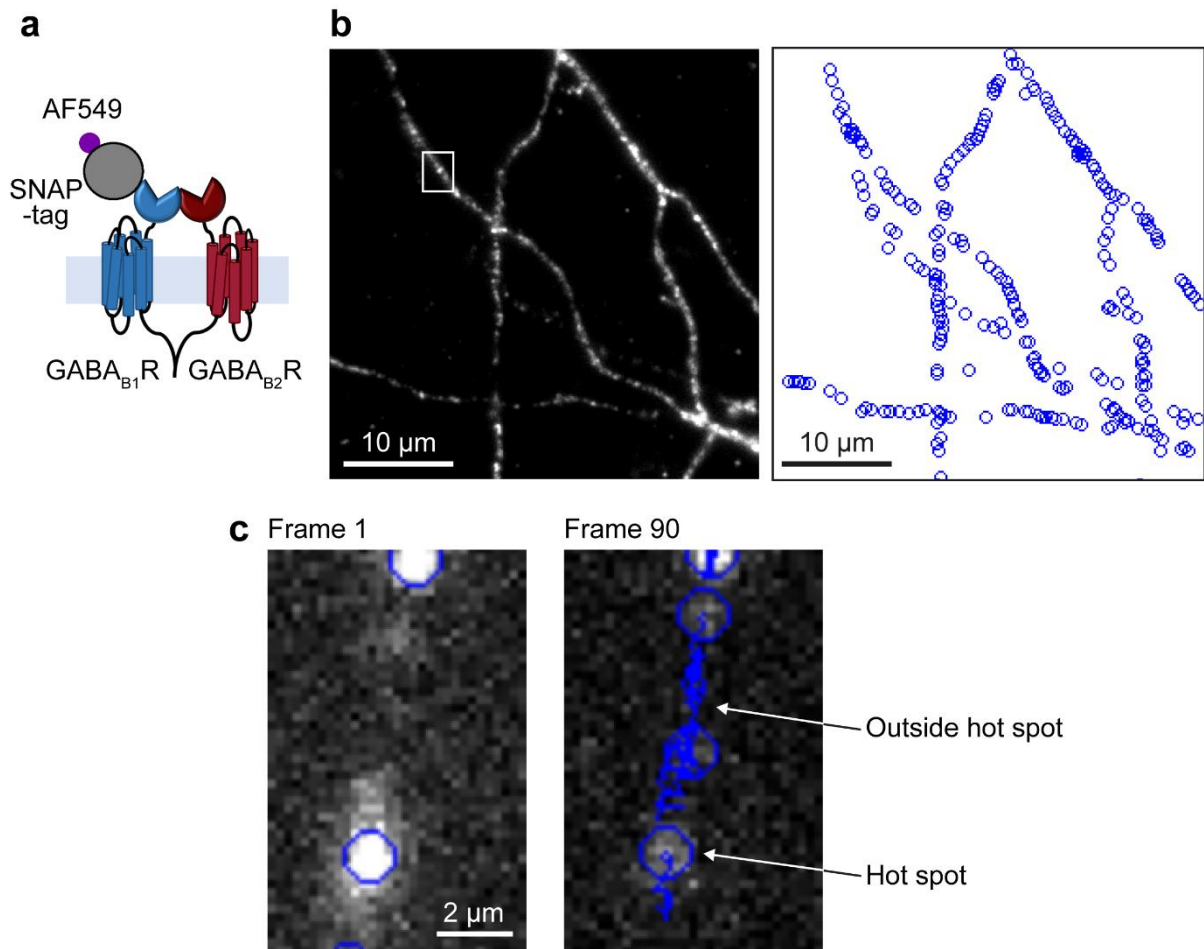 a
AF549
SNAP
-tag
GABAB1R
GABAB2R
b
10 µm
10 µm
c
Frame 1
Frame 90
Outside hot spot
Hot spot
2 µm